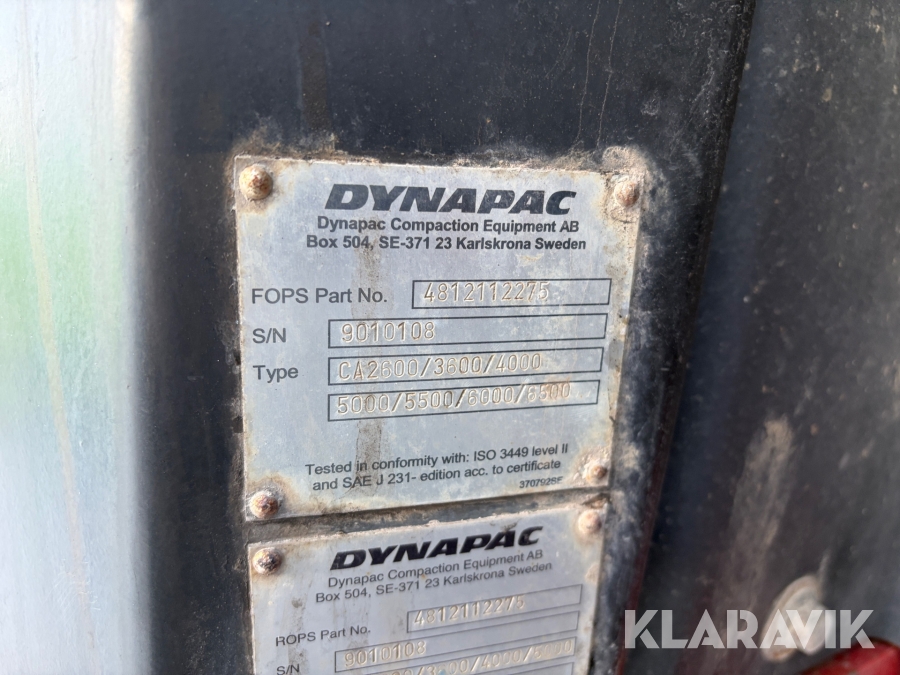 DYNAPAC
Dynapac Compaction Equipment AB
Box 504, SE-371 23 Karlskrona Sweden
FOPS Part No. 4812112275
S/N 9010108
Type CA2600/3600/4000
5000/5500/6000/6500
Tested in conformity with: ISO 3449 level II
and SAE J 231- edition acc. to certificate
370792SE
DYNAPAC
Dynapac Compaction Equipment AB
Box 504, SE-371 23 Karlskrona Sweden
ROPS Part No. 4812112275
S/N 9010108
KLARAVIK